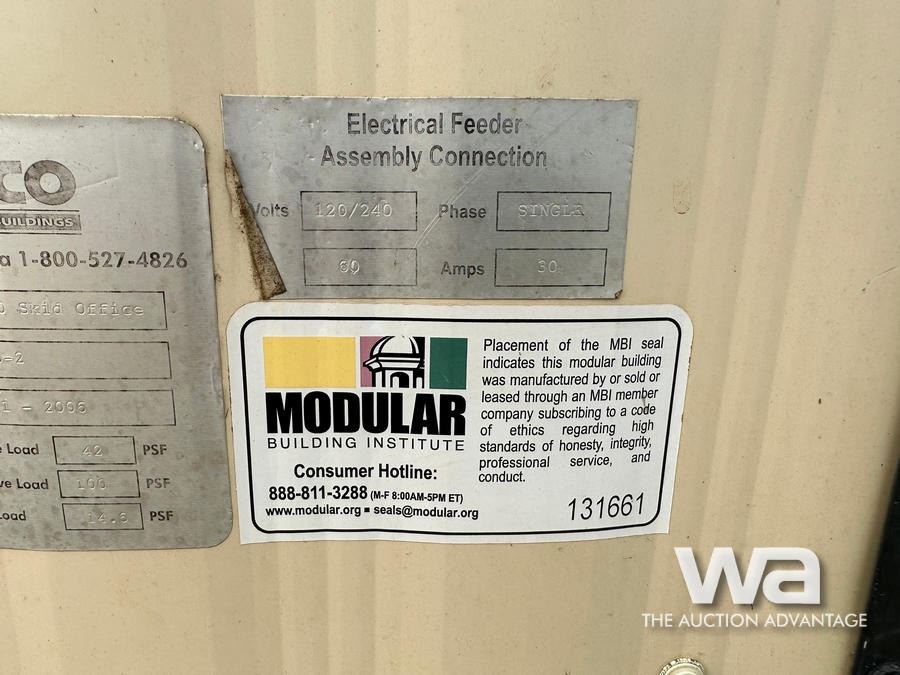 CO
UILDINGS
a 1-800-527-4826
Skid Office
-2
- 2006
Load 42 PSF
ve Load 100 PSF
oad 14.6 PSF
Electrical Feeder
Assembly Connection
Volts 120/240 Phase SINGLE
60 Amps
MODULAR
BUILDING INSTITUTE
Consumer Hotline:
888-811-3288 (M-F 8:00AM-5PM ET)
www.modular.org ▪ seals@modular.org
Placement of the MBI seal
indicates this modular building
was manufactured by or sold or
leased through an MBI member
company subscribing to a code
of ethics regarding high
standards of honesty, integrity,
professional service, and
conduct.
131661
wa
THE AUCTION ADVANTAGE